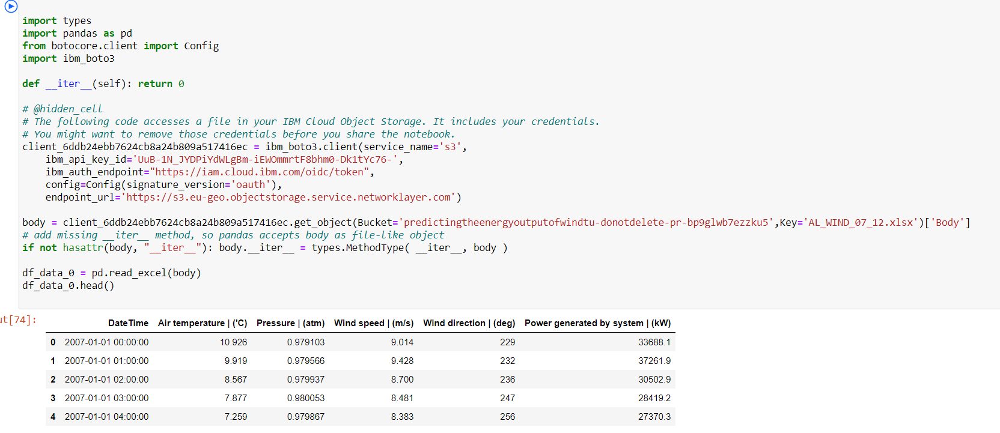 import types
import pandas as pd
from botocore.client import Config
import ibm_boto3
def __iter__(self): return 0
# @hidden_cell
# The following code accesses a file in your IBM Cloud Object Storage. It includes your credentials.
# You might want to remove those credentials before you share the notebook.
client_6ddb24ebb7624cb8a24b809a517416ec = ibm_boto3.client(service_name='s3',
ibm_api_key_id='UuB-1N_JYDPiYdWLgBm-iEWOmmrtF8bhm0-Dk1tYc76-',
ibm_auth_endpoint="https://iam.cloud.ibm.com/oidc/token",
config=Config(signature_version='oauth'),
endpoint_url='https://s3.eu-geo.objectstorage.service.networklayer.com')
body = client_6ddb24ebb7624cb8a24b809a517416ec.get_object(Bucket='predictingtheenergyoutputofwindtu-donotdelete-pr-bp9glwb7ezzku5',Key='AL_WIND_07_12.xlsx')['Body']
# add missing __iter__ method, so pandas accepts body as file-like object
if not hasattr(body, "__iter__"): body.__iter__ = types.MethodType( __iter__, body )
df_data_0 = pd.read_excel(body)
df_data_0.head()
ut[74]:
DateTime Air temperature | ('C) Pressure | (atm) Wind speed | (m/s) Wind direction | (deg) Power generated by system | (kW)
0 2007-01-01 00:00:00 10.926 0.979103 9.014 229 33688.1
1 2007-01-01 01:00:00 9.919 0.979566 9.428 232 37261.9
2 2007-01-01 02:00:00 8.567 0.979937 8.700 236 30502.9
3 2007-01-01 03:00:00 7.877 0.980053 8.481 247 28419.2
4 2007-01-01 04:00:00 7.259 0.979867 8.383 256 27370.3